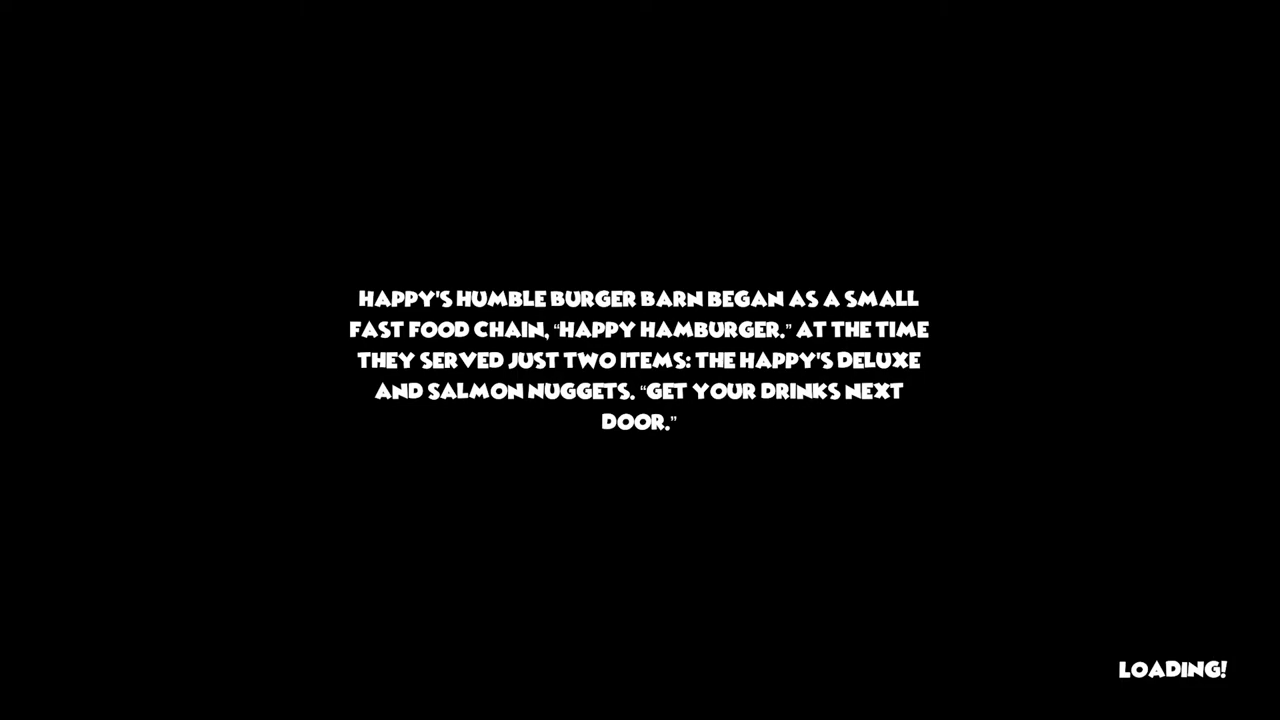 HAPPY'S HUMBLE BURGER BARN BEGAN AS A SMALL
FAST FOOD CHAIN, “HAPPY HAMBURGER.” AT THE TIME
THEY SERVED JUST TWO ITEMS: THE HAPPY'S DELUXE
AND SALMON NUGGETS. “GET YOUR DRINKS NEXT
DOOR.”
LOADING!